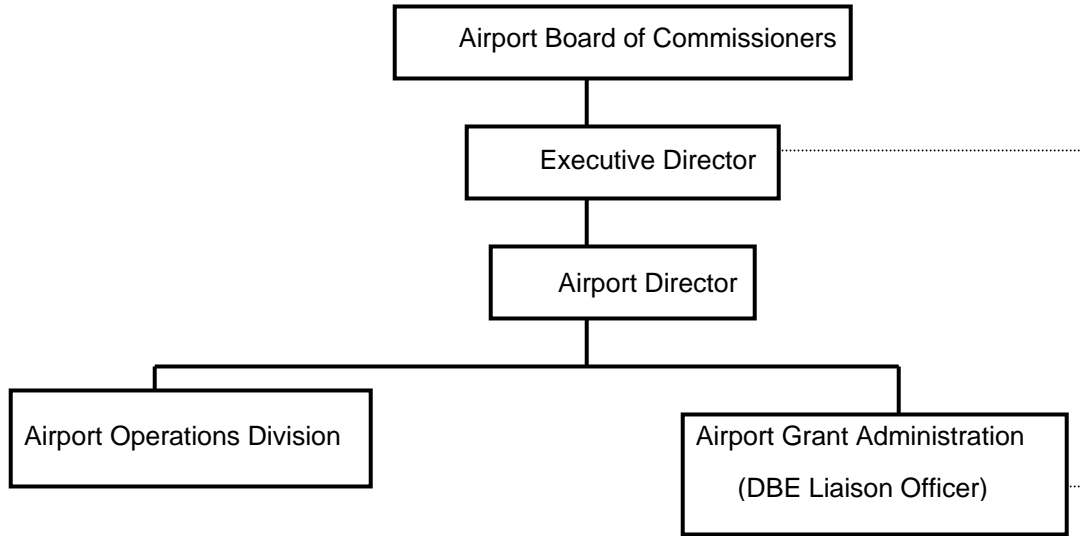 Airport Board of Commissioners
Executive Director
Airport Director
Airport Operations Division
Airport Grant Administration
(DBE Liaison Officer)